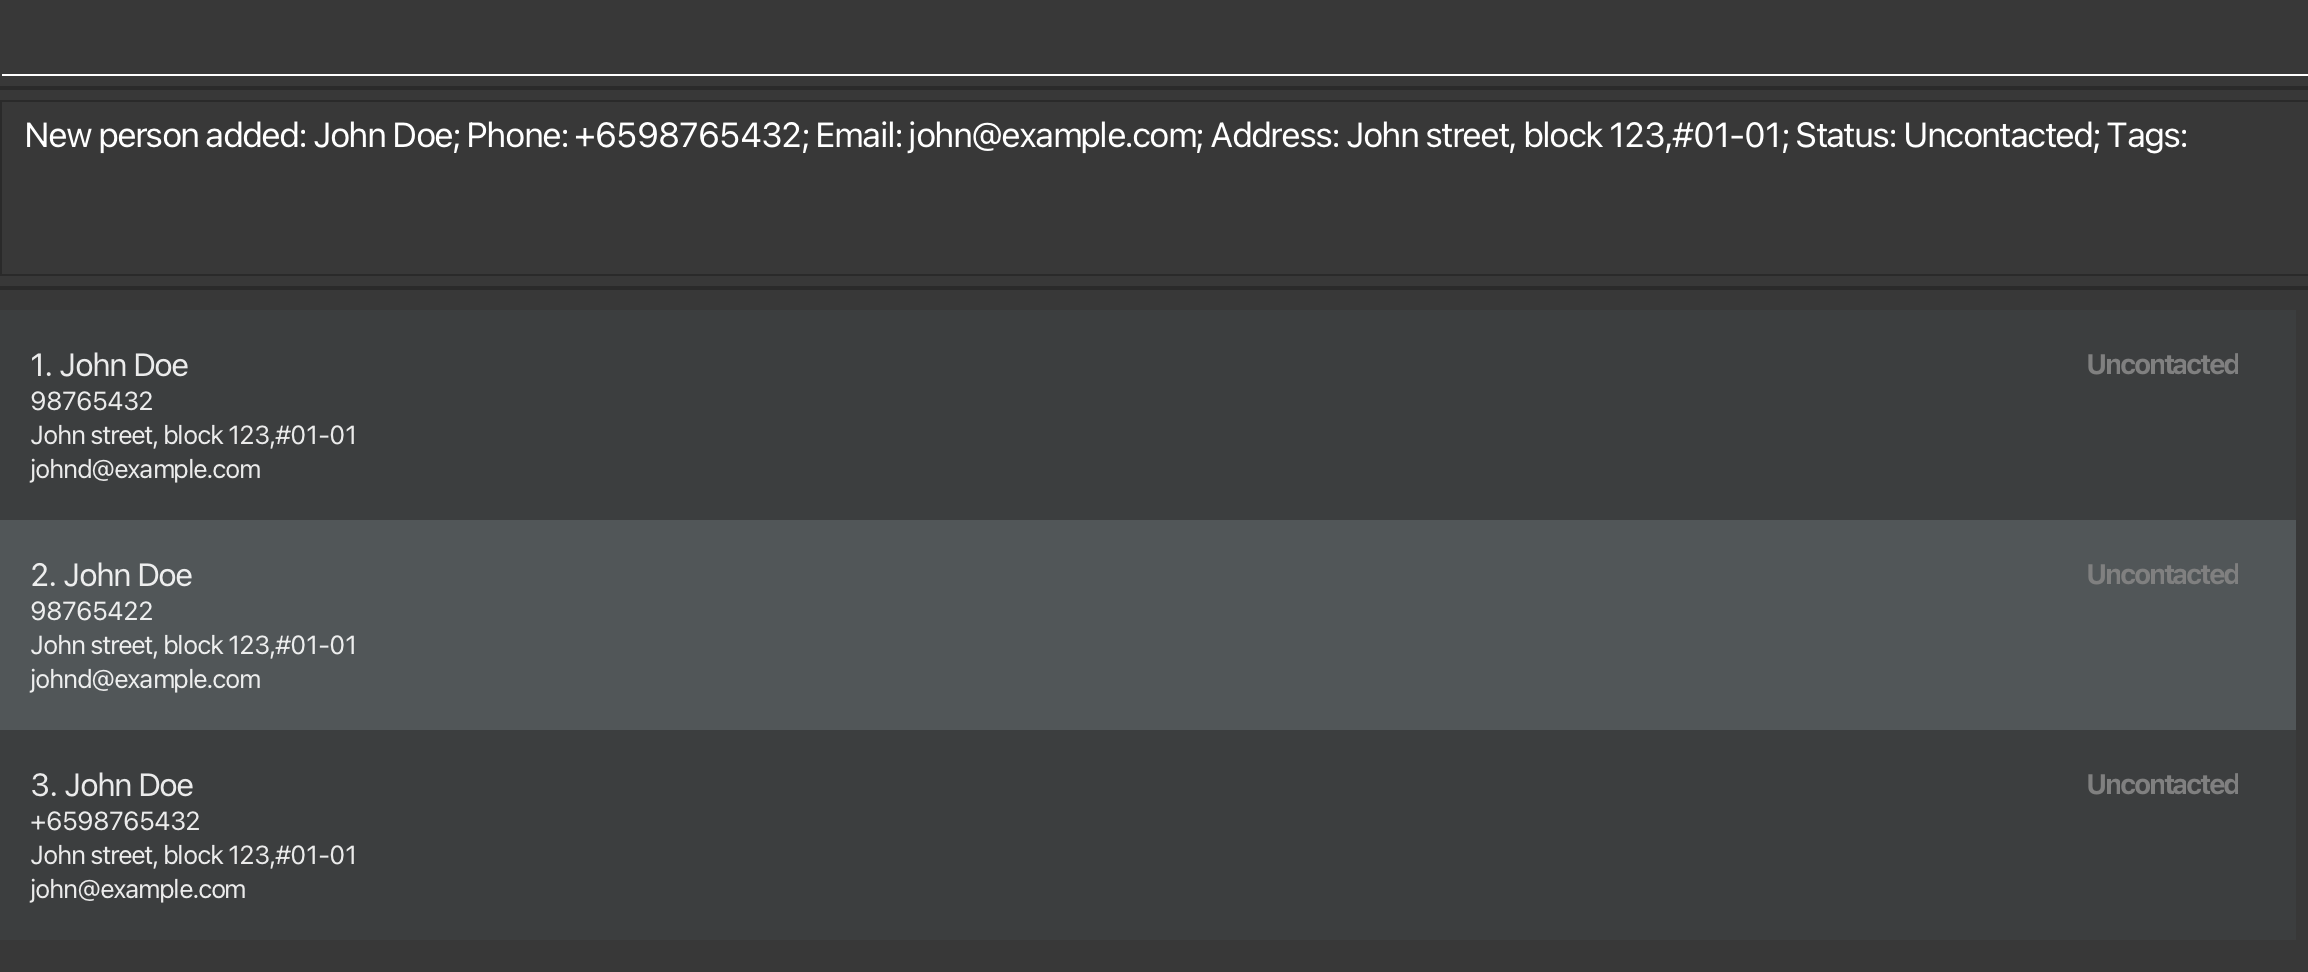 New person added: John Doe; Phone: +6598765432; Email: john@example.com; Address: John street, block 123,#01-01; Status: Uncontacted; Tags:
1. John Doe
Uncontacted
98765432
John street, block 123,#01-01
johnd@example.com
2. John Doe
Uncontacted
98765422
John street, block 123,#01-01
johnd@example.com
3. John Doe
Uncontacted
+6598765432
John street, block 123,#01-01
john@example.com